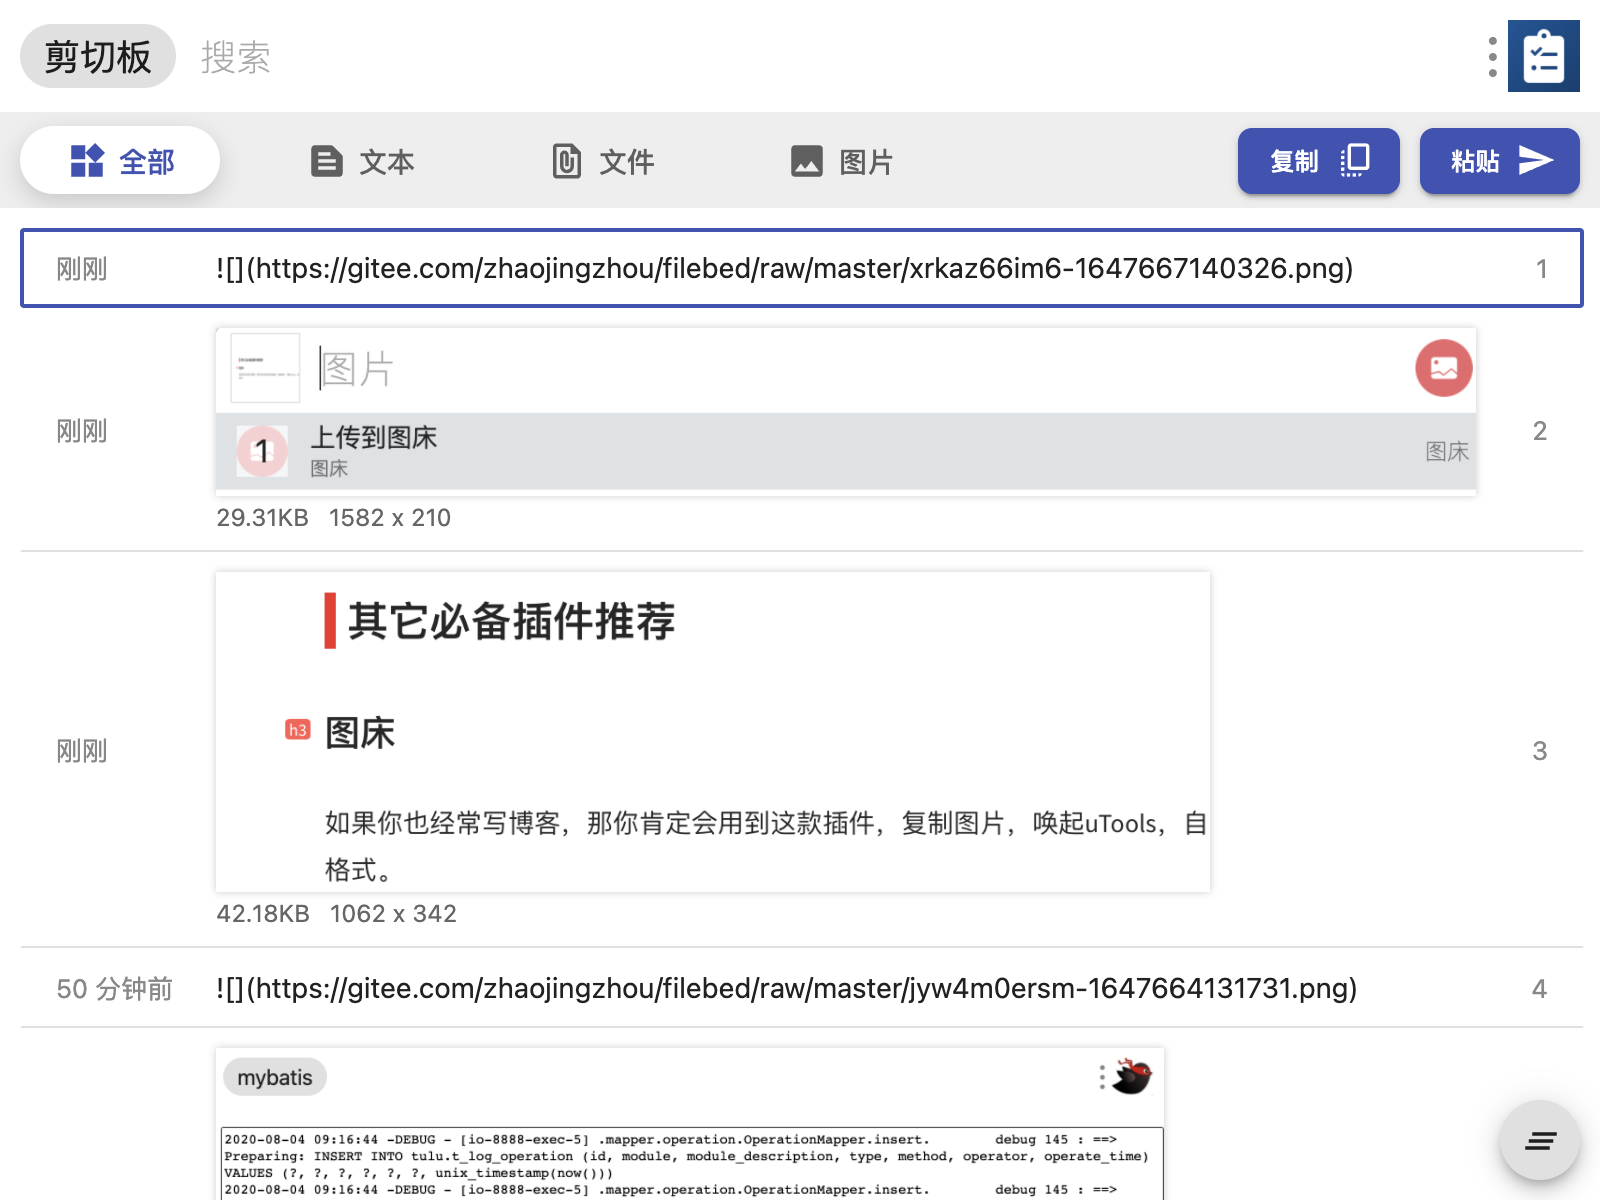 剪切板 搜索
全部 文本 文件 图片 复制 粘贴
刚刚 ![](https://gitee.com/zhaojingzhou/filebed/raw/master/xrkaz66im6-1647667140326.png) 1
图片
刚刚 1 上传到图床 图床 2
图床
29.31KB 1582 x 210
其它必备插件推荐
h3 图床
刚刚 3
如果你也经常写博客，那你肯定会用到这款插件，复制图片，唤起uTools，自
格式。
42.18KB 1062 x 342
50 分钟前 ![](https://gitee.com/zhaojingzhou/filebed/raw/master/jyw4m0ersm-1647664131731.png) 4
mybatis
2020-08-04 09:16:44 -DEBUG - [io-8888-exec-5] .mapper.operation.OperationMapper.insert. debug 145 : ==>
Preparing: INSERT INTO tulu.t_log_operation (id, module, module_description, type, method, operator, operate_time)
VALUES (?, ?, ?, ?, ?, ?, unix_timestamp(now()))
2020-08-04 09:16:44 -DEBUG - [io-8888-exec-5] .mapper.operation.OperationMapper.insert. debug 145 : ==>